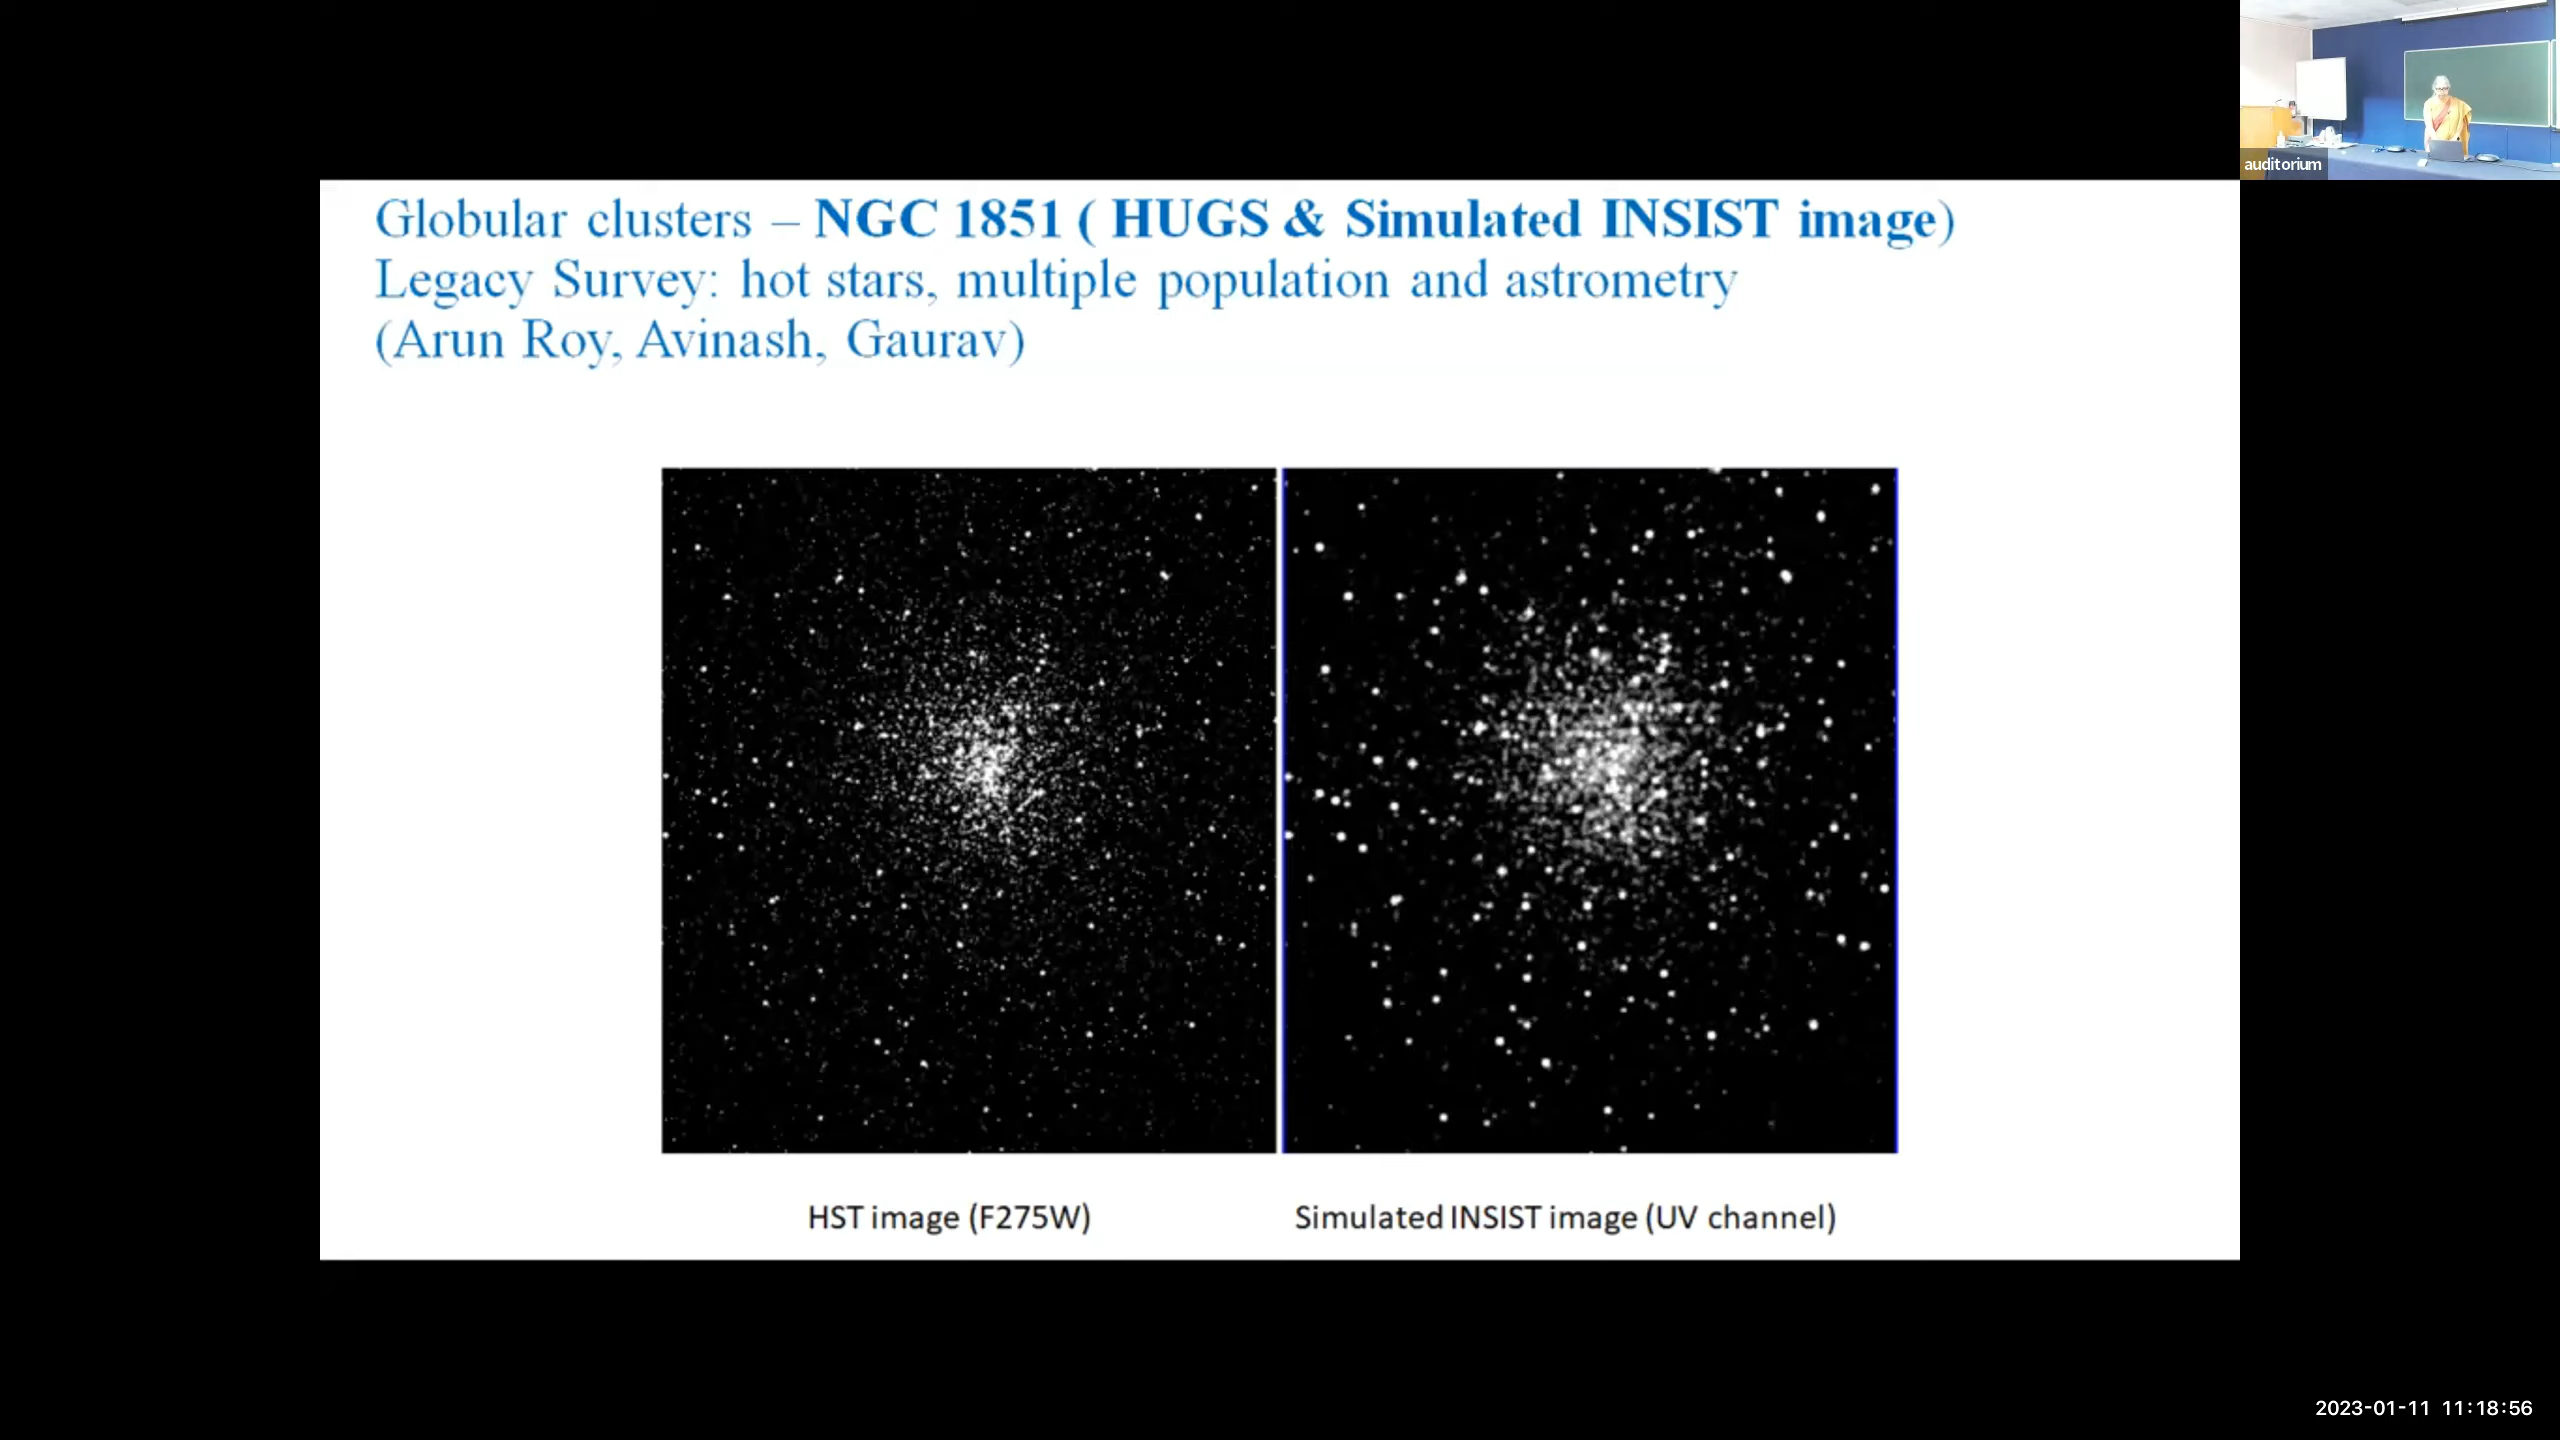 auditorium
Globular clusters – NGC 1851 ( HUGS & Simulated INSIST image)
Legacy Survey: hot stars, multiple population and astrometry
(Arun Roy, Avinash, Gaurav)
HST image (F275W)
Simulated INSIST image (UV channel)
2023-01-11 11:18:56